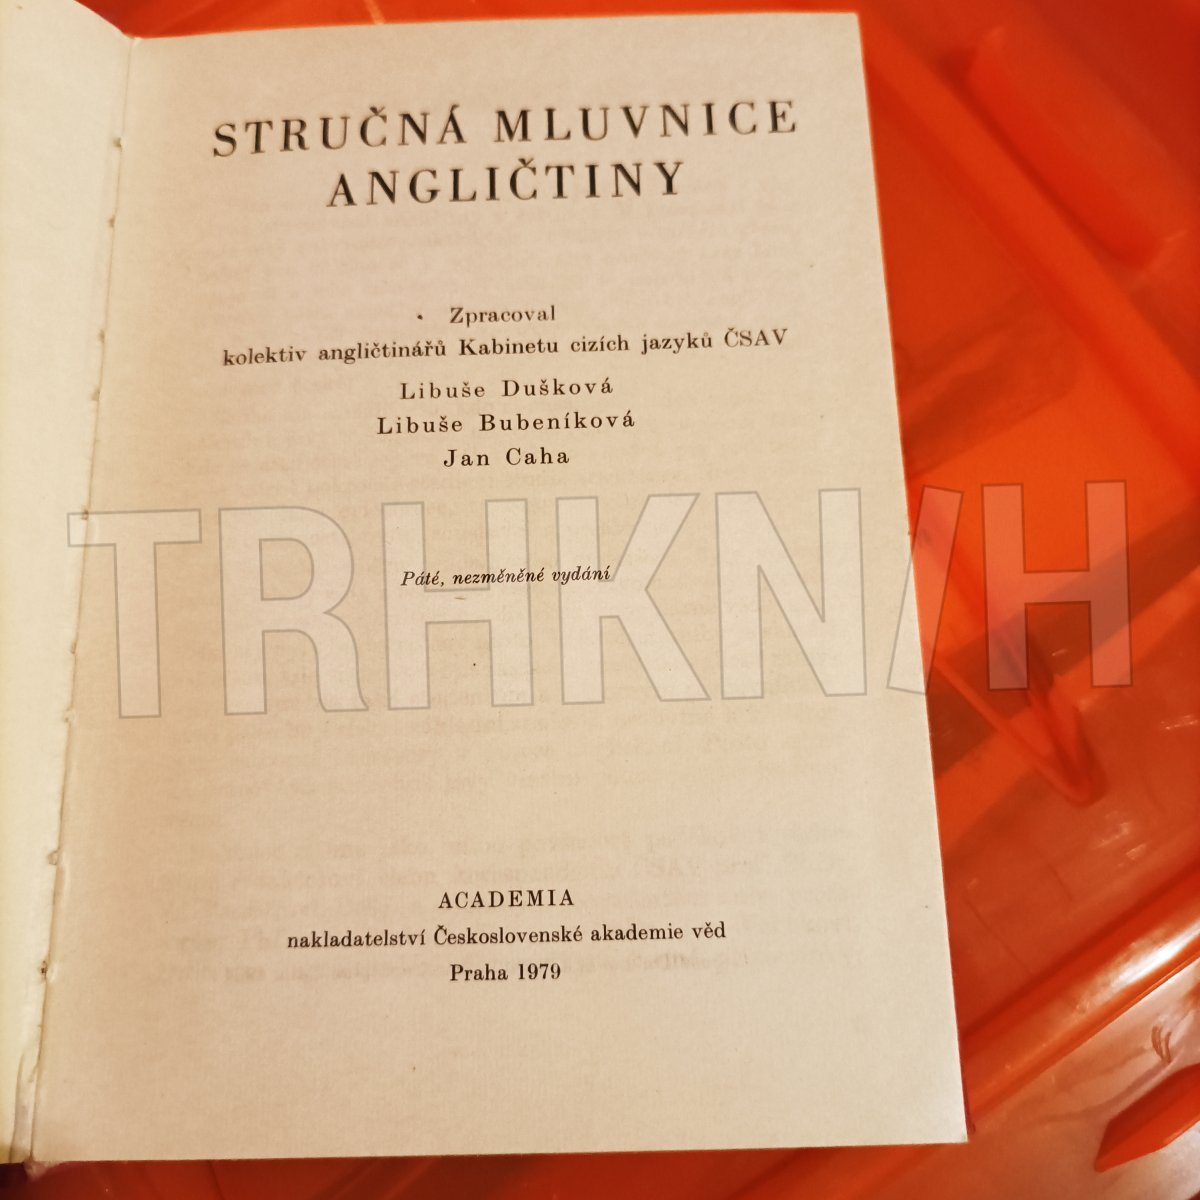 STRUČNÁ MLUVNICE
ANGLIČTINY
Zpracoval
kolektiv angličtinářů Kabinetu cizích jazyků ČSAV
Libuše Dušková
Libuše Bubeníková
Jan Caha
TRHKN/H
Páté, nezměněné vydání
ACADEMIA
nakladatelství Československé akademie věd
Praha 1979